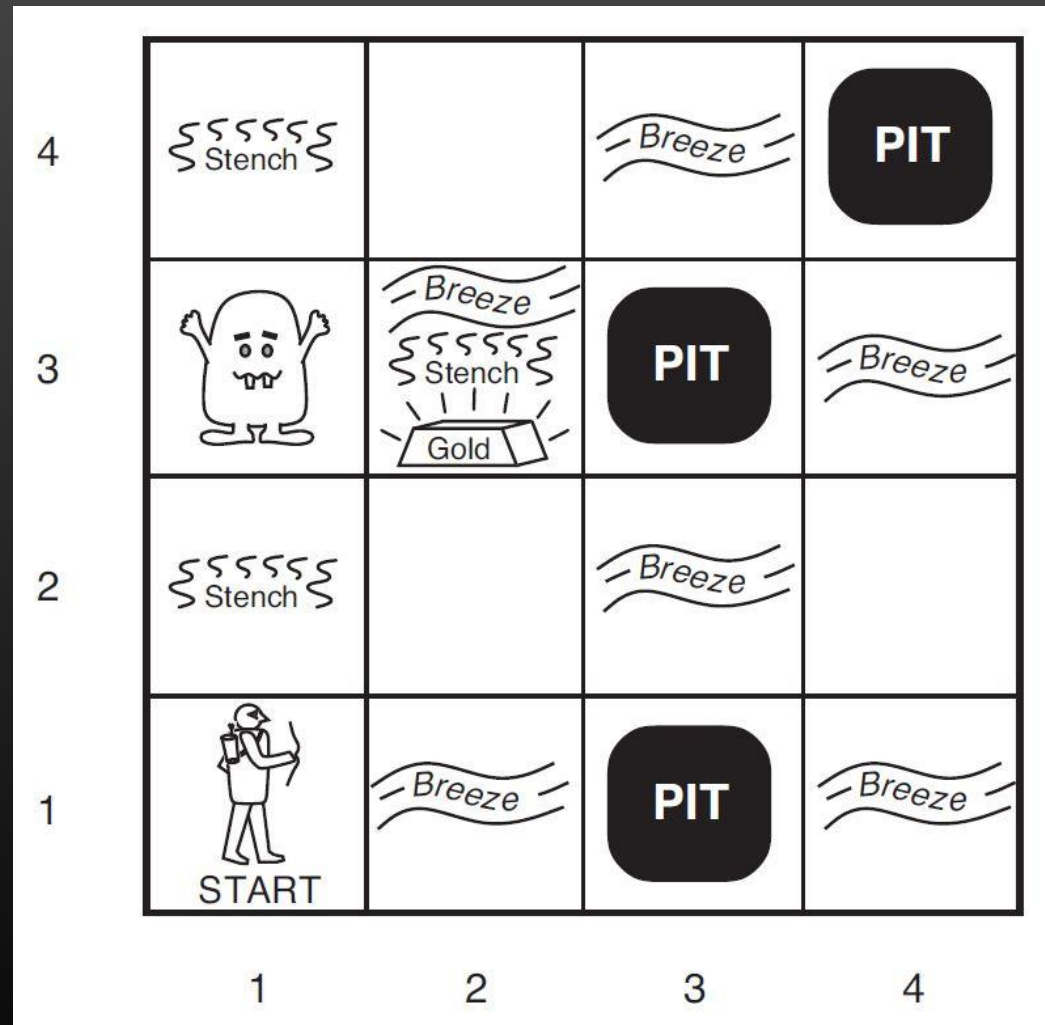 4
Stench
Breeze
PIT
3
Breeze
Stench
Gold
PIT
Breeze
2
Stench
Breeze
1
START
Breeze
PIT
Breeze
1 2 3 4